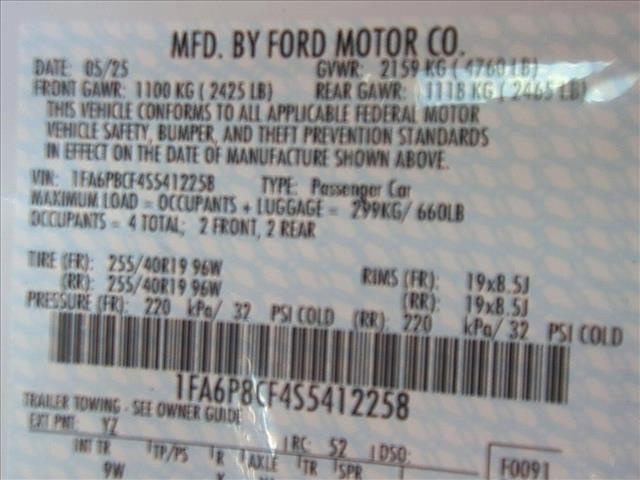 MFD. BY FORD MOTOR CO.
DATE: 05/25 GVWR: 2159 KG ( 4760 LB)
FRONT GAWR: 1100 KG ( 2425 LB) REAR GAWR: 1118 KG ( 2465 LB)
THIS VEHICLE CONFORMS TO ALL APPLICABLE FEDERAL MOTOR
VEHICLE SAFETY, BUMPER, AND THEFT PREVENTION STANDARDS
IN EFFECT ON THE DATE OF MANUFACTURE SHOWN ABOVE.
VIN: 1FA6P8CF4S5412258 TYPE: Passenger Car
MAXIMUM LOAD = OCCUPANTS + LUGGAGE = 299KG/ 660LB
OCCUPANTS = 4 TOTAL; 2 FRONT, 2 REAR
TIRE (FR): 255/40R19 96W RIMS (FR): 19x8.5J
(RR): 255/40R19 96W (RR): 19x8.5J
PRESSURE (FR): 220 kPa/ 32 PSI COLD (RR): 220 kPa/ 32 PSI COLD
1FA6P8CF4S5412258
TRAILER TOWING - SEE OWNER GUIDE
EXT PNT: YZ RC: 52 DSO:
INT TR TP/PS R AXLE TR SPR F0091
9W